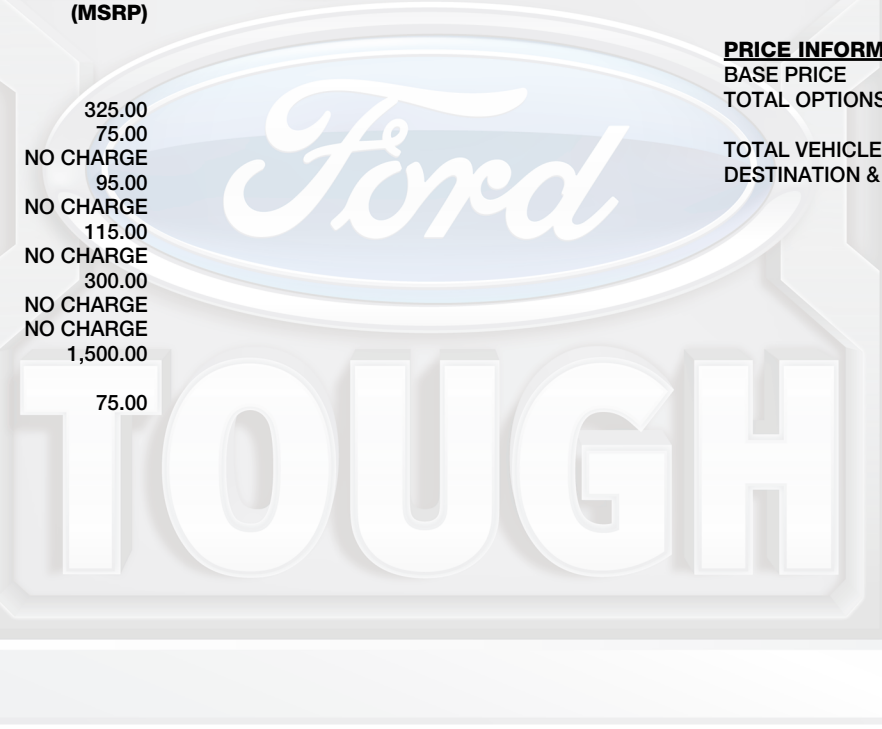 (MSRP)
325.00
75.00
NO CHARGE
95.00
NO CHARGE
115.00
NO CHARGE
300.00
NO CHARGE
NO CHARGE
1,500.00
75.00
PRICE INFORM
BASE PRICE
TOTAL OPTIONS
TOTAL VEHICLE
DESTINATION &
Ford
TOUGH